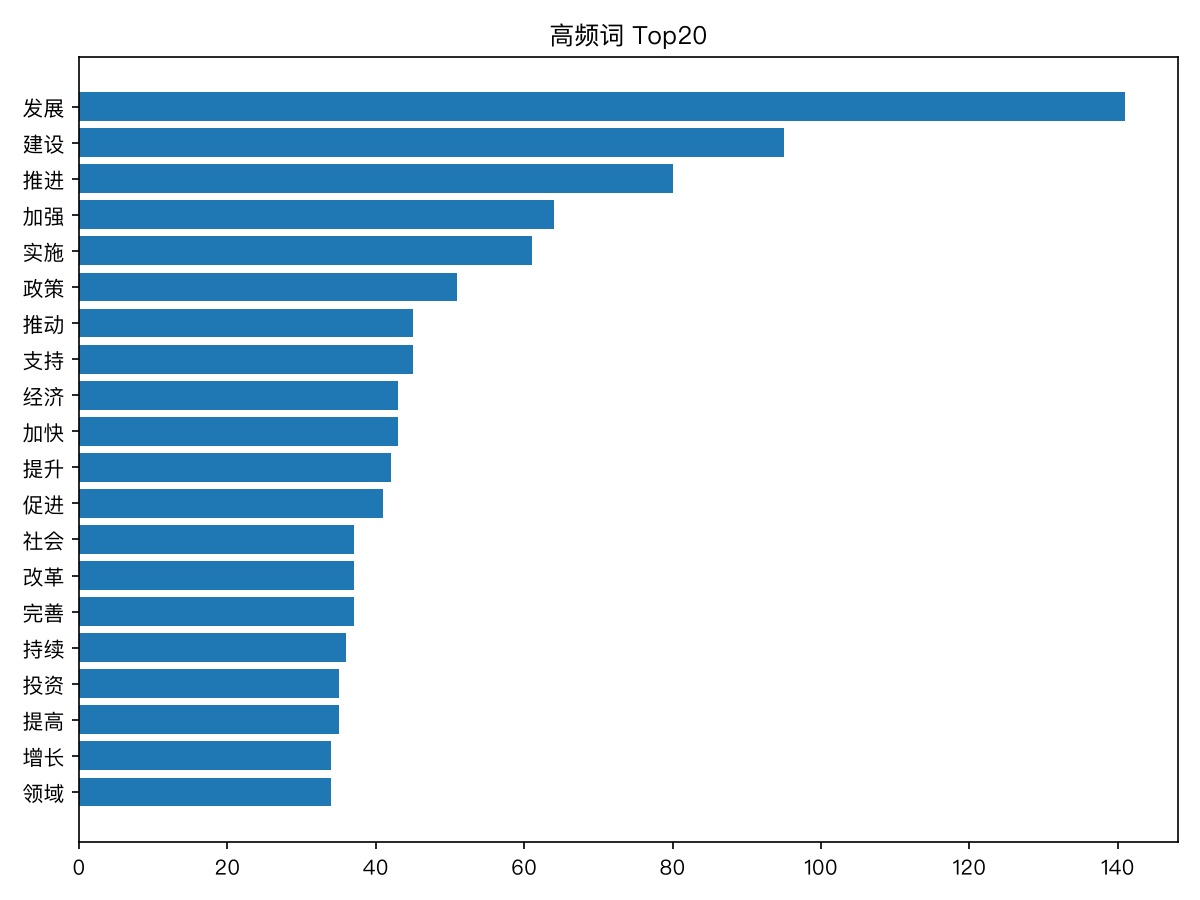 高频词 Top20
发展
建设
推进
加强
实施
政策
推动
支持
经济
加快
提升
促进
社会
改革
完善
持续
投资
提高
增长
领域
0 20 40 60 80 100 120 140